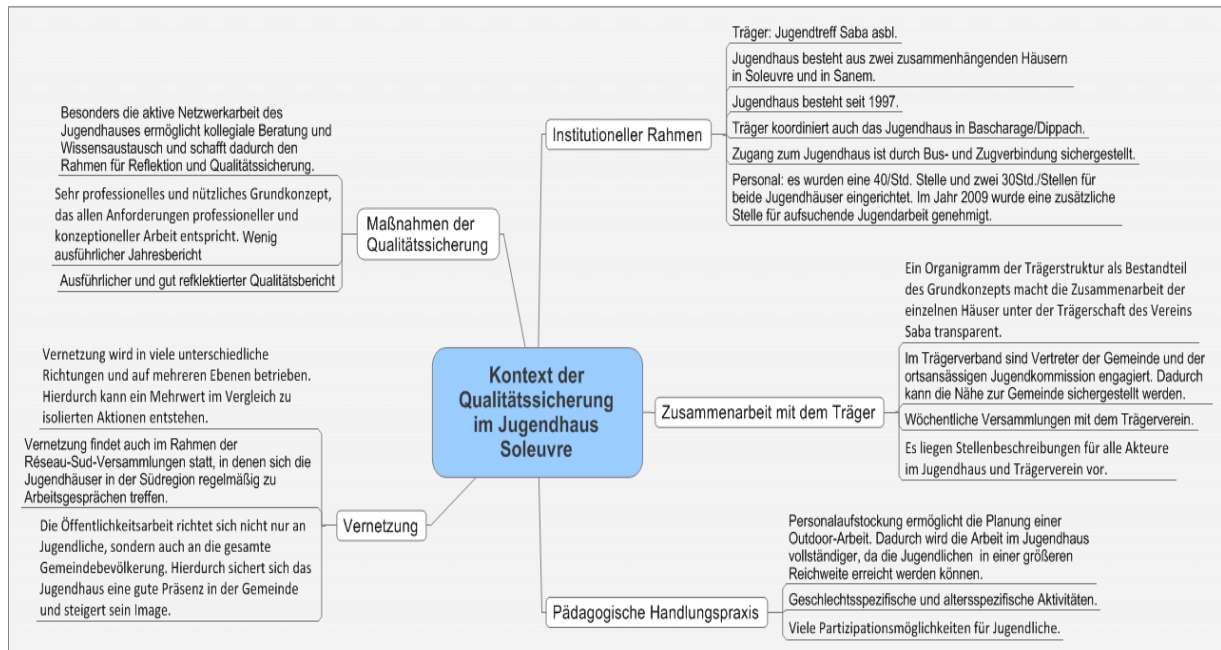 Kontext der
Qualitätssicherung
im Jugendhaus
Soleuvre
Institutioneller Rahmen
Träger: Jugendtreff Saba asbl.
Jugendhaus besteht aus zwei zusammenhängenden Häusern
in Soleuvre und in Sanem.
Jugendhaus besteht seit 1997.
Träger koordiniert auch das Jugendhaus in Bascharage/Dippach.
Zugang zum Jugendhaus ist durch Bus- und Zugverbindung sichergestellt.
Personal: es wurden eine 40/Std. Stelle und zwei 30Std./Stellen für
beide Jugendhäuser eingerichtet. Im Jahr 2009 wurde eine zusätzliche
Stelle für aufsuchende Jugendarbeit genehmigt.
Zusammenarbeit mit dem Träger
Ein Organigramm der Trägerstruktur als Bestandteil
des Grundkonzepts macht die Zusammenarbeit der
einzelnen Häuser unter der Trägerschaft des Vereins
Saba transparent.
Im Trägerverband sind Vertreter der Gemeinde und der
ortsansässigen Jugendkommission engagiert. Dadurch
kann die Nähe zur Gemeinde sichergestellt werden.
Wöchentliche Versammlungen mit dem Trägerverein.
Es liegen Stellenbeschreibungen für alle Akteure
im Jugendhaus und Trägerverein vor.
Pädagogische Handlungspraxis
Personalaufstockung ermöglicht die Planung einer
Outdoor-Arbeit. Dadurch wird die Arbeit im Jugendhaus
vollständiger, da die Jugendlichen in einer größeren
Reichweite erreicht werden können.
Geschlechtsspezifische und altersspezifische Aktivitäten.
Viele Partizipationsmöglichkeiten für Jugendliche.
Maßnahmen der
Qualitätssicherung
Besonders die aktive Netzwerkarbeit des
Jugendhauses ermöglicht kollegiale Beratung und
Wissensaustausch und schafft dadurch den
Rahmen für Reflektion und Qualitätssicherung.
Sehr professionelles und nützliches Grundkonzept,
das allen Anforderungen professioneller und
konzeptioneller Arbeit entspricht. Wenig
ausführlicher Jahresbericht
Ausführlicher und gut refklektierter Qualitätsbericht
Vernetzung
Vernetzung wird in viele unterschiedliche
Richtungen und auf mehreren Ebenen betrieben.
Hierdurch kann ein Mehrwert im Vergleich zu
isolierten Aktionen entstehen.
Vernetzung findet auch im Rahmen der
Réseau-Sud-Versammlungen statt, in denen sich die
Jugendhäuser in der Südregion regelmäßig zu
Arbeitsgesprächen treffen.
Die Öffentlichkeitsarbeit richtet sich nicht nur an
Jugendliche, sondern auch an die gesamte
Gemeindebevölkerung. Hierdurch sichert sich das
Jugendhaus eine gute Präsenz in der Gemeinde
und steigert sein Image.